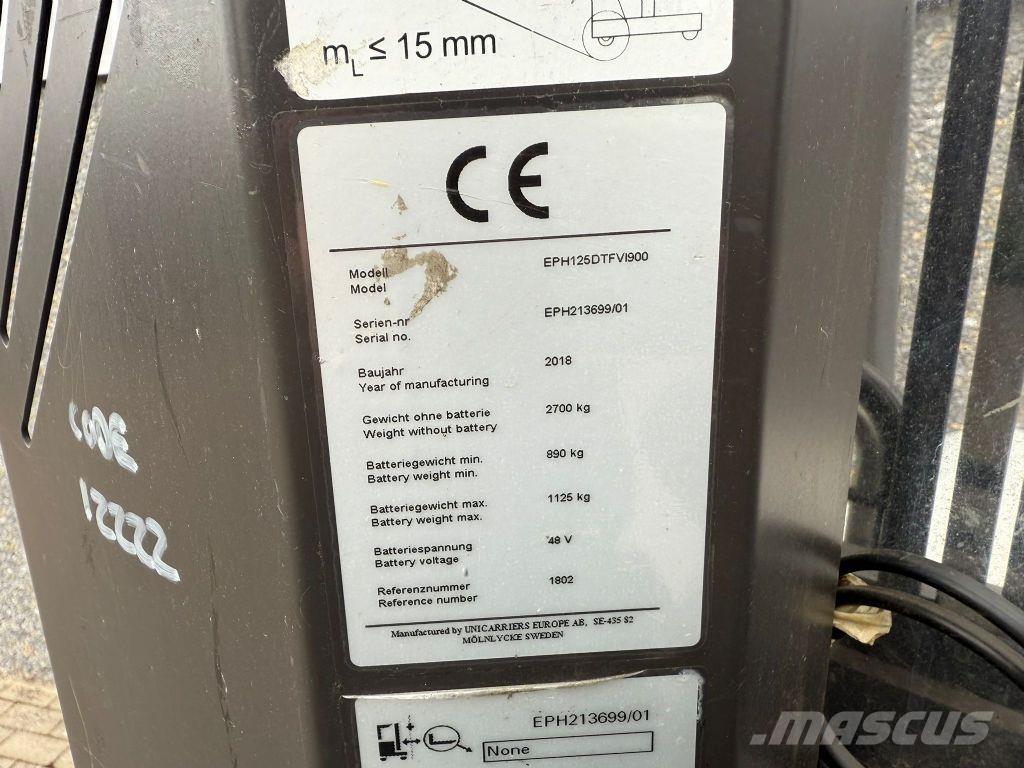 mL ≤ 15 mm
CE
Modell EPH125DTFVI900
Model
Serien-nr EPH213699/01
Serial no.
Baujahr 2018
Year of manufacturing
Gewicht ohne batterie 2700 kg
Weight without battery
Batteriegewicht min. 890 kg
Battery weight min.
Batteriegewicht max. 1125 kg
Battery weight max.
Batteriespannung 48 V
Battery voltage
Referenznummer 1802
Reference number
Manufactured by UNICARRIERS EUROPE AB, SE-435 82
MÖLNLYCKE SWEDEN
EPH213699/01
None
CODE
12222
mascus